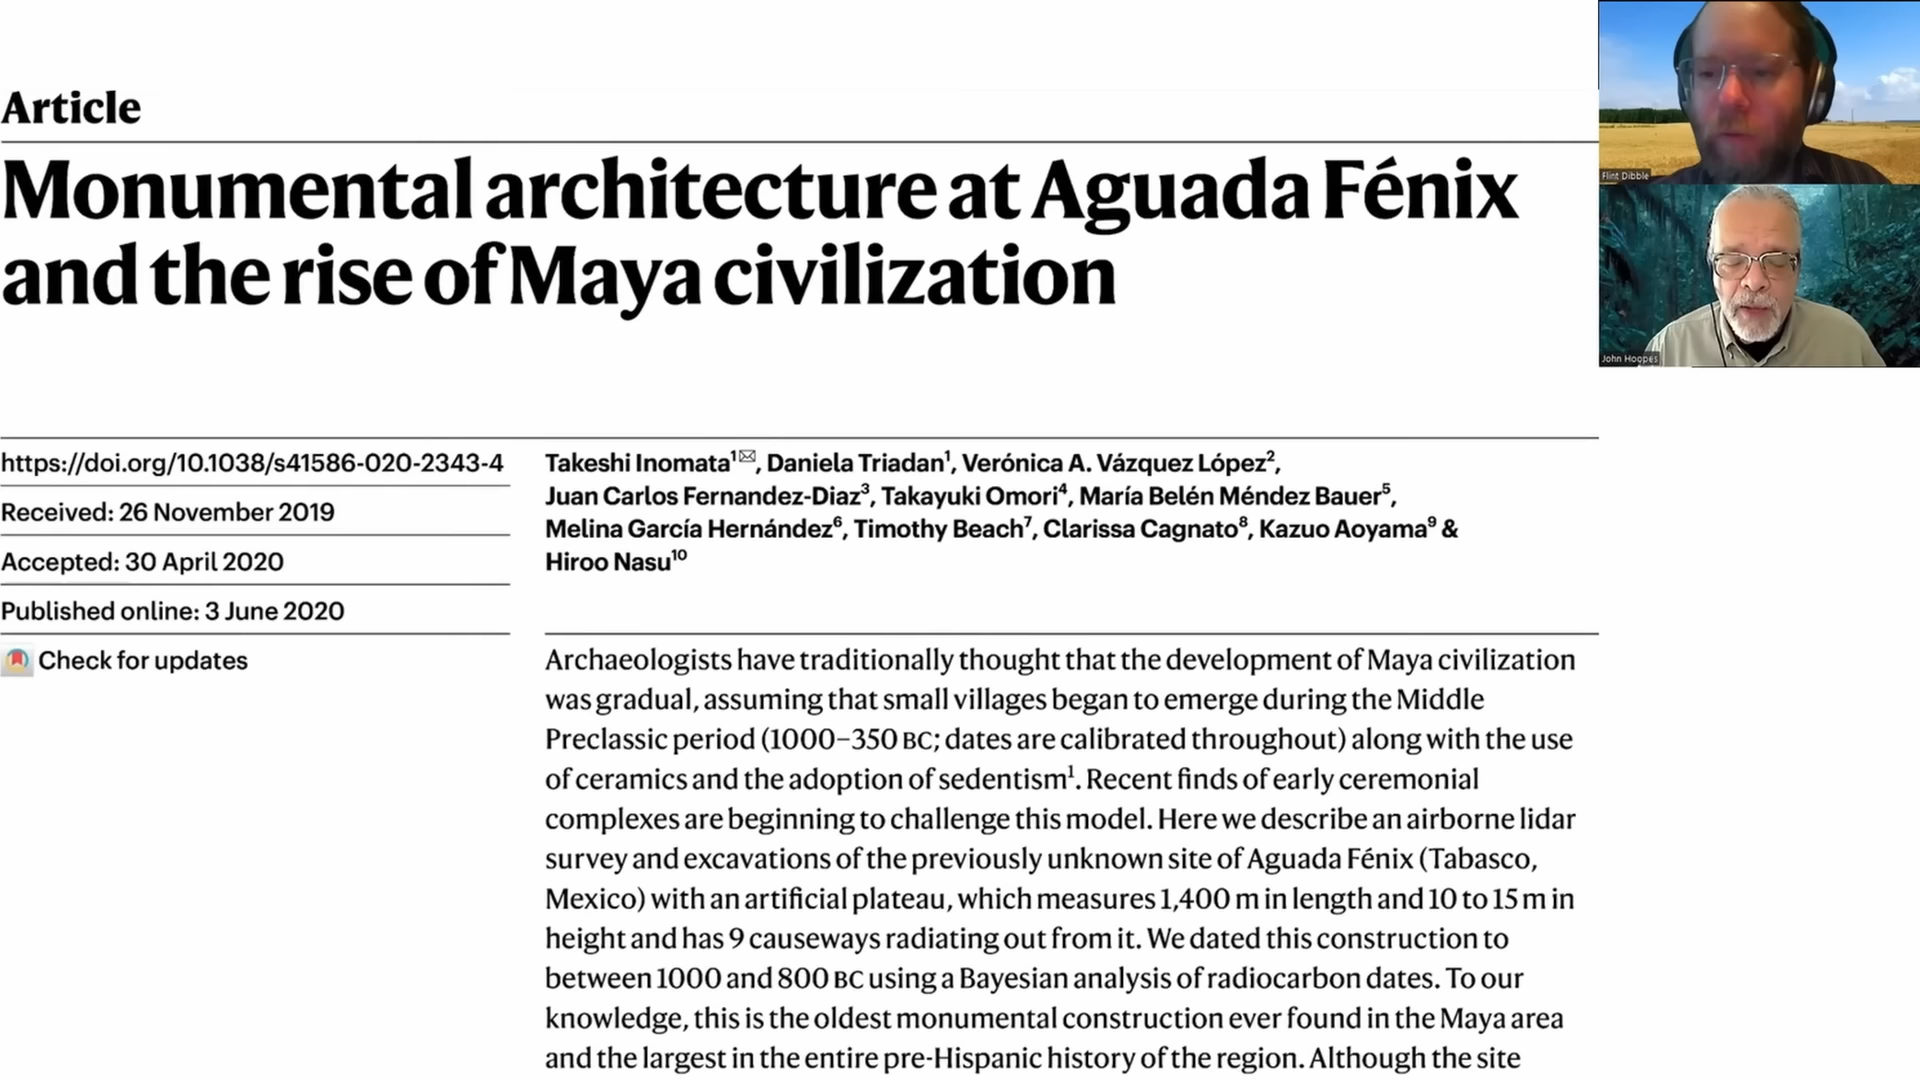 Article
Monumental architecture at Aguada Fénix
and the rise of Maya civilization
https://doi.org/10.1038/s41586-020-2343-4
Received: 26 November 2019
Accepted: 30 April 2020
Published online: 3 June 2020
Check for updates
Takeshi Inomata¹✉, Daniela Triadan¹, Verónica A. Vázquez López²,
Juan Carlos Fernandez-Diaz³, Takayuki Omori⁴, María Belén Méndez Bauer⁵,
Melina García Hernández⁶, Timothy Beach⁷, Clarissa Cagnato⁸, Kazuo Aoyama⁹ &
Hiroo Nasu¹⁰
Archaeologists have traditionally thought that the development of Maya civilization
was gradual, assuming that small villages began to emerge during the Middle
Preclassic period (1000–350 BC; dates are calibrated throughout) along with the use
of ceramics and the adoption of sedentism¹. Recent finds of early ceremonial
complexes are beginning to challenge this model. Here we describe an airborne lidar
survey and excavations of the previously unknown site of Aguada Fénix (Tabasco,
Mexico) with an artificial plateau, which measures 1,400 m in length and 10 to 15 m in
height and has 9 causeways radiating out from it. We dated this construction to
between 1000 and 800 BC using a Bayesian analysis of radiocarbon dates. To our
knowledge, this is the oldest monumental construction ever found in the Maya area
and the largest in the entire pre-Hispanic history of the region. Although the site
Flint Dibble
John Hoopes